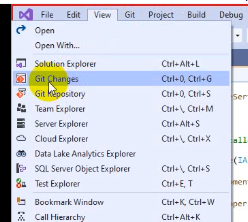 File Edit View Git Project Build Debug
Open
Open With...
Solution Explorer Ctrl+Alt+L
Git Changes Ctrl+0, Ctrl+G
Git Repository Ctrl+0, Ctrl+S
Team Explorer Ctrl+\, Ctrl+M
Server Explorer Ctrl+Alt+S
Cloud Explorer Ctrl+\, Ctrl+X
Data Lake Analytics Explorer
SQL Server Object Explorer Ctrl+\, Ctrl+S
Test Explorer Ctrl+E, T
Bookmark Window Ctrl+K, Ctrl+W
Call Hierarchy Ctrl+Alt+K